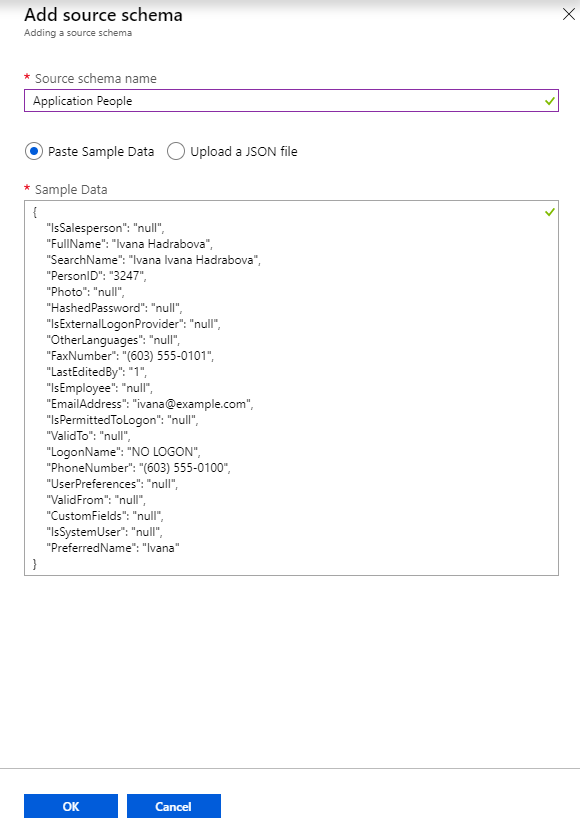 Add source schema
Adding a source schema
* Source schema name
Application People
Paste Sample Data Upload a JSON file
* Sample Data
{
"IsSalesperson": "null",
"FullName": "Ivana Hadrabova",
"SearchName": "Ivana Ivana Hadrabova",
"PersonID": "3247",
"Photo": "null",
"HashedPassword": "null",
"IsExternalLogonProvider": "null",
"OtherLanguages": "null",
"FaxNumber": "(603) 555-0101",
"LastEditedBy": "1",
"IsEmployee": "null",
"EmailAddress": "ivana@example.com",
"IsPermittedToLogon": "null",
"ValidTo": "null",
"LogonName": "NO LOGON",
"PhoneNumber": "(603) 555-0100",
"UserPreferences": "null",
"ValidFrom": "null",
"CustomFields": "null",
"IsSystemUser": "null",
"PreferredName": "Ivana"
}
OK Cancel